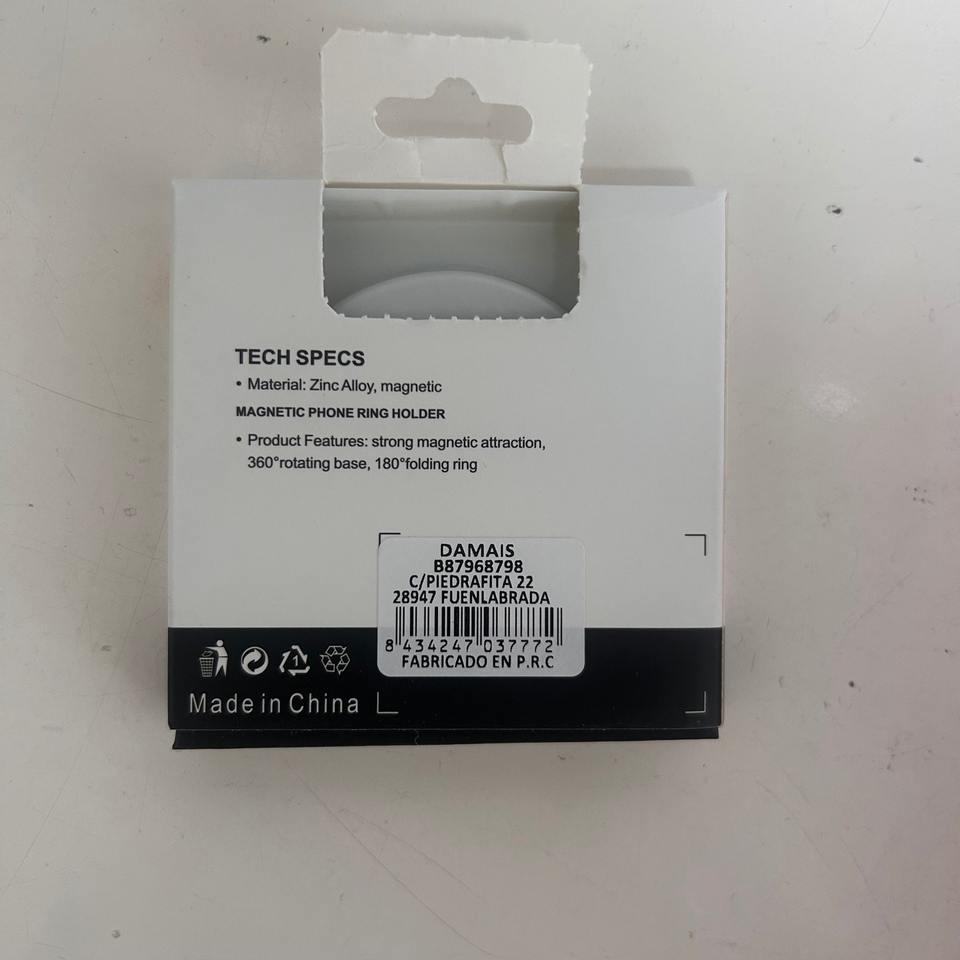 TECH SPECS
• Material: Zinc Alloy, magnetic
MAGNETIC PHONE RING HOLDER
• Product Features: strong magnetic attraction,
360°rotating base, 180°folding ring
DAMAIS
B87968798
C/PIEDRAFITA 22
28947 FUENLABRADA
8 434247 037772
FABRICADO EN P.R.C
1
Made in China